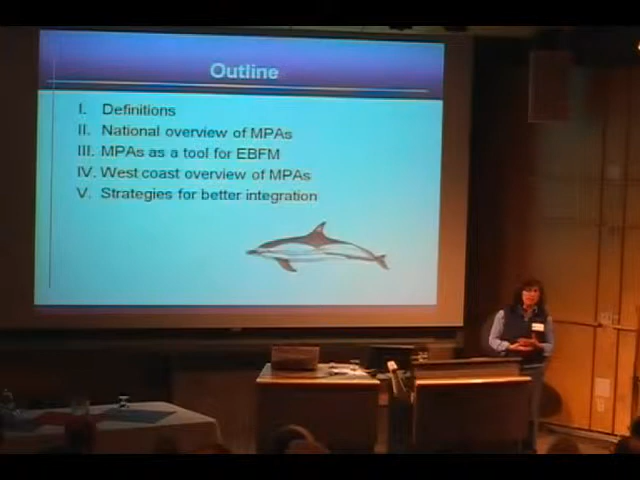 Outline
I. Definitions
II. National overview of MPAs
III. MPAs as a tool for EBFM
IV. West coast overview of MPAs
V. Strategies for better integration